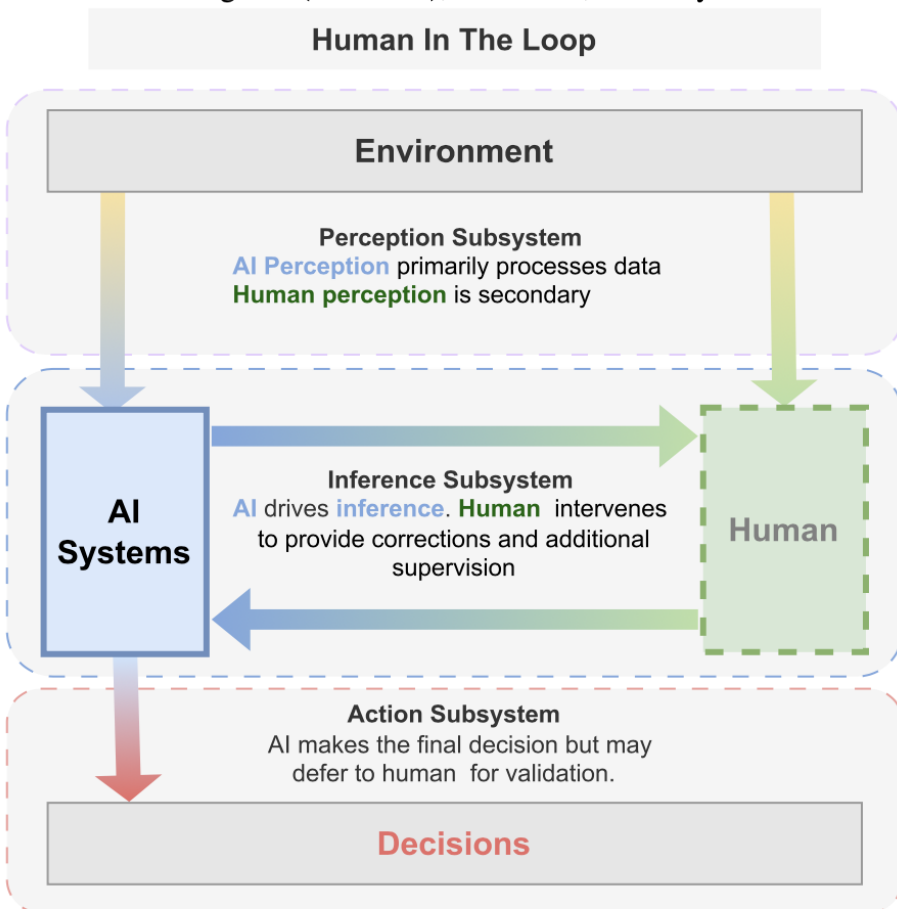 Human In The Loop
Environment
Perception Subsystem
AI Perception primarily processes data
Human perception is secondary
AI
Systems
Inference Subsystem
AI drives inference. Human intervenes
to provide corrections and additional
supervision
Human
Action Subsystem
AI makes the final decision but may
defer to human for validation.
Decisions